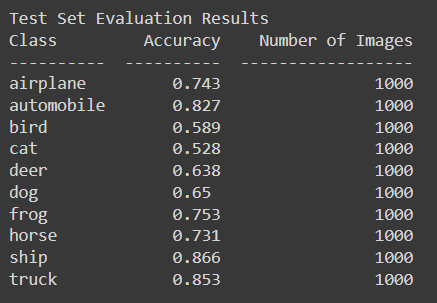 Test Set Evaluation Results
Class Accuracy Number of Images
---------- ---------- ------------------
airplane 0.743 1000
automobile 0.827 1000
bird 0.589 1000
cat 0.528 1000
deer 0.638 1000
dog 0.65 1000
frog 0.753 1000
horse 0.731 1000
ship 0.866 1000
truck 0.853 1000